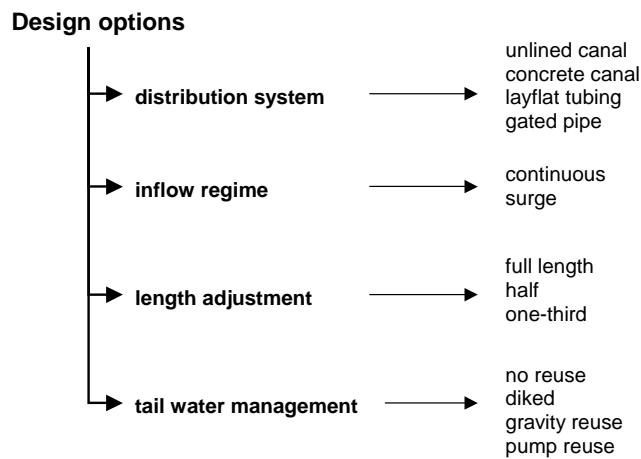 Design options
distribution system
unlined canal
concrete canal
layflat tubing
gated pipe
inflow regime
continuous
surge
length adjustment
full length
half
one-third
tail water management
no reuse
diked
gravity reuse
pump reuse